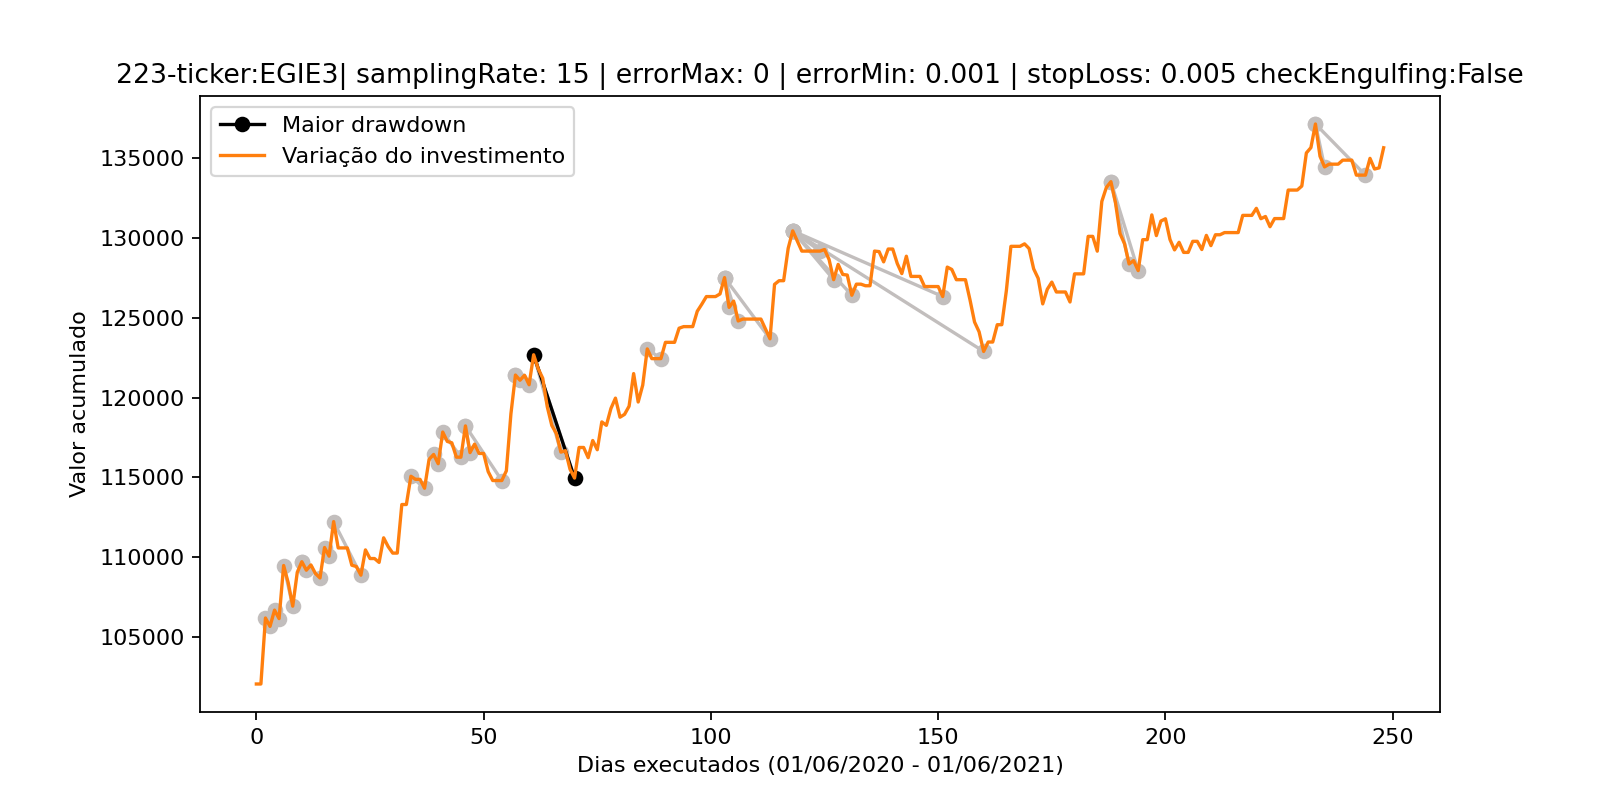 223-ticker:EGIE3| samplingRate: 15 | errorMax: 0 | errorMin: 0.001 | stopLoss: 0.005 checkEngulfing:False
Maior drawdown
Variação do investimento
Valor acumulado
135000
130000
125000
120000
115000
110000
105000
0 50 100 150 200 250
Dias executados (01/06/2020 - 01/06/2021)